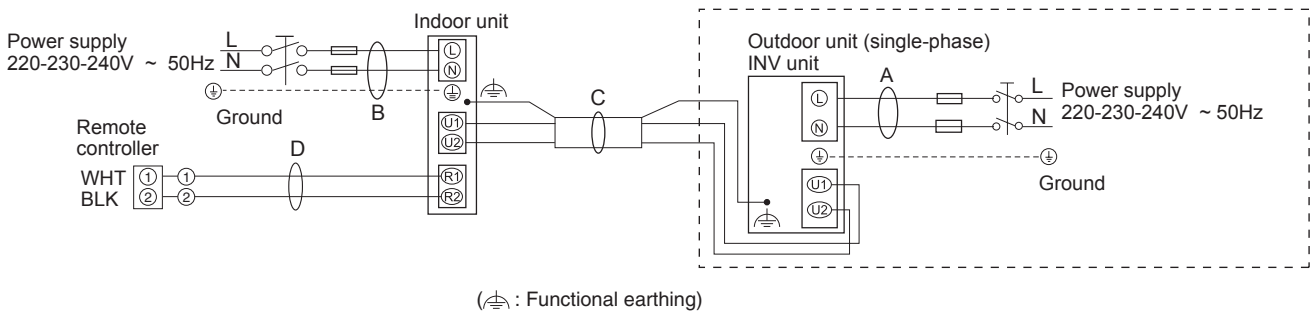 Indoor unit
Power supply
220-230-240V ~ 50Hz
L
N
Ground
B
L
N
U1
U2
R1
R2
Remote
controller
WHT
BLK
1
2
1
2
D
C
Outdoor unit (single-phase)
INV unit
A
L
N
U1
U2
L
N
Power supply
220-230-240V ~ 50Hz
Ground
( : Functional earthing)